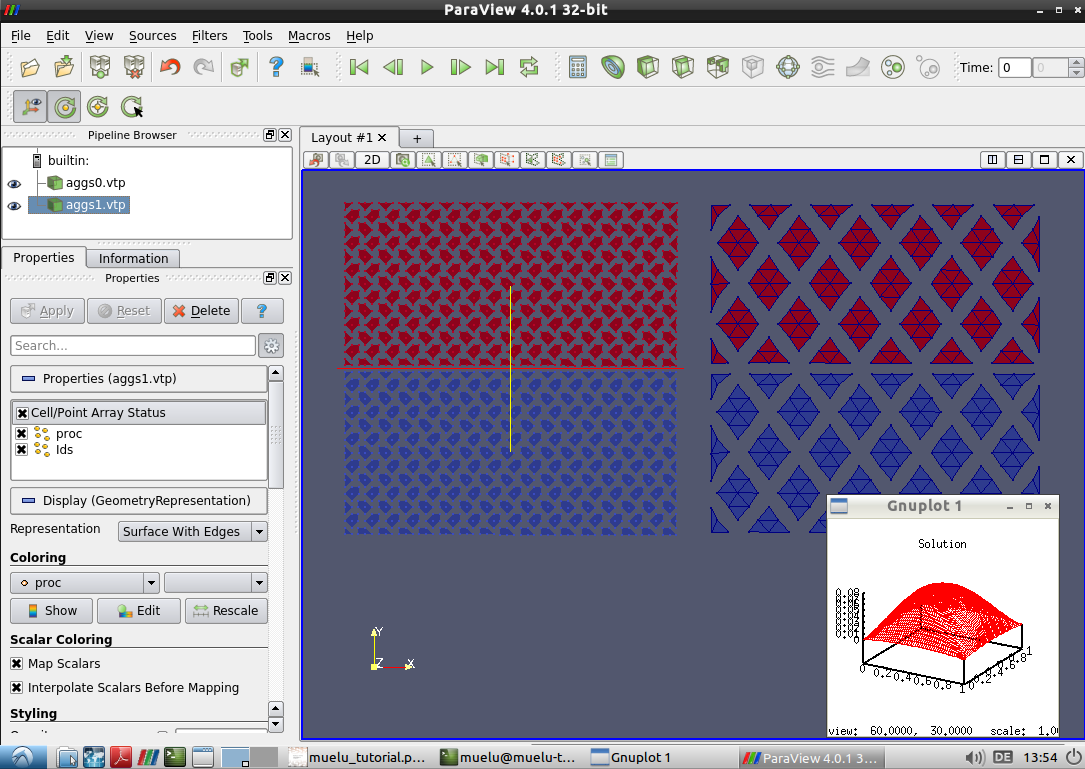 ParaView 4.0.1 32-bit
File Edit View Sources Filters Tools Macros Help
Time: 0 0
Pipeline Browser
Layout #1
builtin:
2D
aggs0.vtp
aggs1.vtp
Properties Information
Properties
Apply Reset Delete ?
Search...
Properties (aggs1.vtp)
Cell/Point Array Status
proc
Ids
Display (GeometryRepresentation)
Representation Surface With Edges
Coloring
proc
Show Edit Rescale
Scalar Coloring
Map Scalars
Interpolate Scalars Before Mapping
Styling
Y
Z X
Gnuplot 1
Solution
0 0.2 0.4 0.6 0.8 1
0 0.2 0.4 0.6 0.8 1
view: 60.0000, 30.0000 scale: 1.0
muelu_tutorial.p... muelu@muelu-t... Gnuplot 1 ParaView 4.0.1 3... DE 13:54